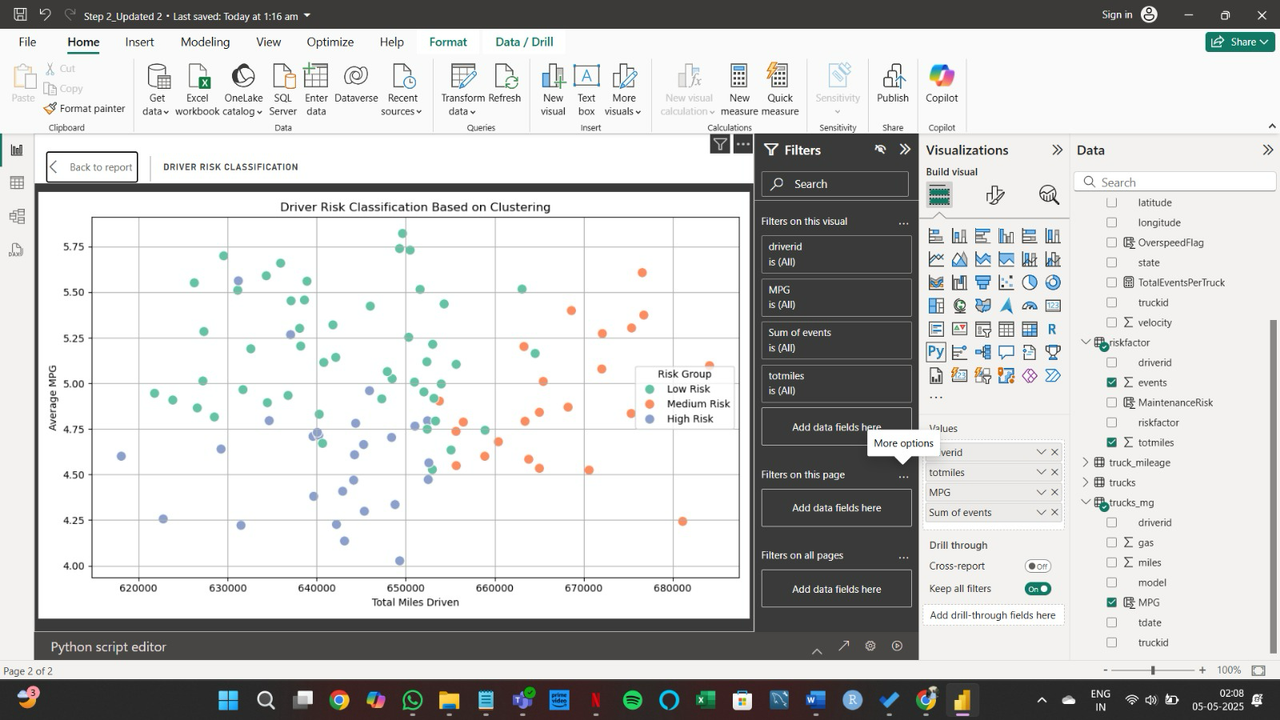 Step 2_Updated 2 • Last saved: Today at 1:16 am
Sign in
File Home Insert Modeling View Optimize Help Format Data / Drill Share
Paste
Cut
Copy
Format painter
Get data
Excel workbook
OneLake catalog
SQL Server
Enter data
Dataverse
Recent sources
Transform data
Refresh
New visual
Text box
More visuals
New visual calculation
New measure
Quick measure
Sensitivity
Publish
Copilot
Clipboard Data Queries Insert Calculations Sensitivity Share Copilot
Back to report
DRIVER RISK CLASSIFICATION
Driver Risk Classification Based on Clustering
Average MPG
5.75
5.50
5.25
5.00
4.75
4.50
4.25
4.00
Risk Group
Low Risk
Medium Risk
High Risk
620000 630000 640000 650000 660000 670000 680000
Total Miles Driven
Python script editor
Filters
Search
Filters on this visual
driverid
is (All)
MPG
is (All)
Sum of events
is (All)
totmiles
is (All)
Add data fields here
More options
Filters on this page
Add data fields here
Filters on all pages
Add data fields here
Visualizations
Build visual
123
R
Py
Values
verid
totmiles
MPG
Sum of events
Drill through
Cross-report
Off
Keep all filters
On
Add drill-through fields here
Data
Search
latitude
longitude
OverspeedFlag
state
TotalEventsPerTruck
truckid
velocity
riskfactor
driverid
events
MaintenanceRisk
riskfactor
totmiles
truck_mileage
trucks
trucks_mg
driverid
gas
miles
model
MPG
tdate
truckid
Page 2 of 2
100%
3
ENG
IN
02:08
05-05-2025